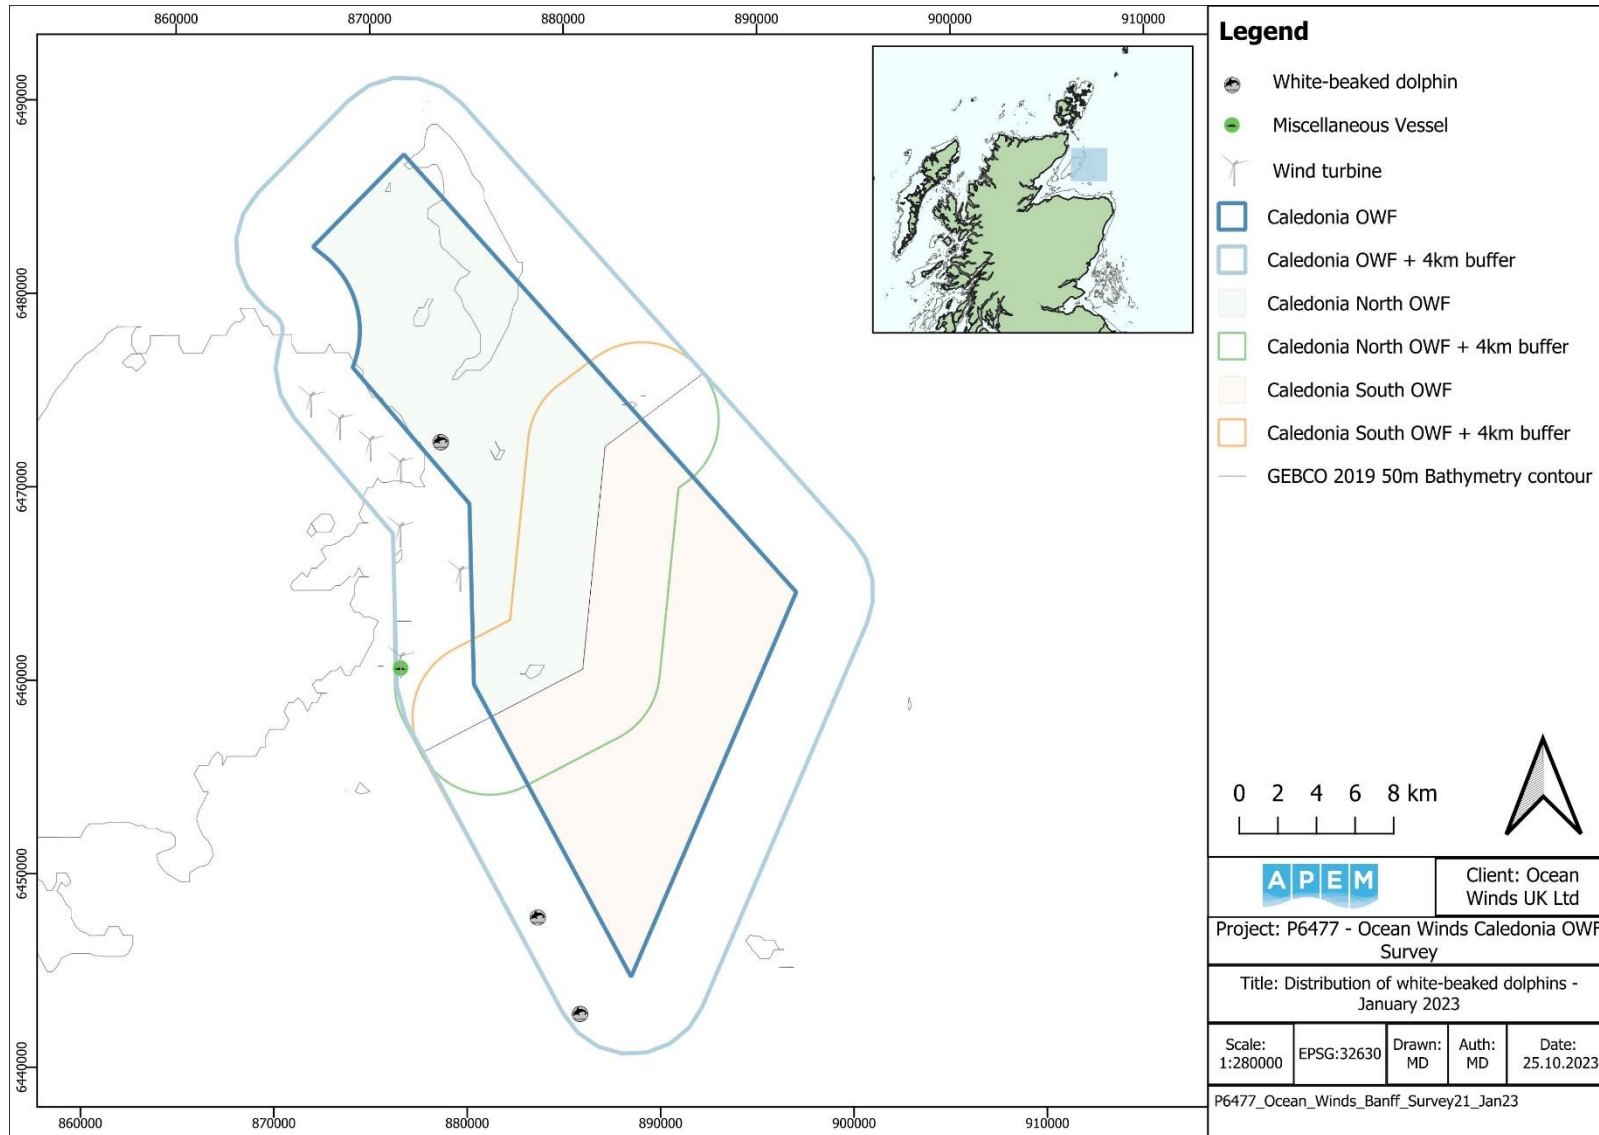 860000 870000 880000 890000 900000 910000
6490000
6480000
6470000
6460000
6450000
6440000
860000 870000 880000 890000 900000 910000
Legend
White-beaked dolphin
Miscellaneous Vessel
Wind turbine
Caledonia OWF
Caledonia OWF + 4km buffer
Caledonia North OWF
Caledonia North OWF + 4km buffer
Caledonia South OWF
Caledonia South OWF + 4km buffer
GEBCO 2019 50m Bathymetry contour
0 2 4 6 8 km
APEM
Client: Ocean
Winds UK Ltd
Project: P6477 - Ocean Winds Caledonia OWF
Survey
Title: Distribution of white-beaked dolphins -
January 2023
Scale:
1:280000
EPSG:32630
Drawn:
MD
Auth:
MD
Date:
25.10.2023
P6477_Ocean_Winds_Banff_Survey21_Jan23